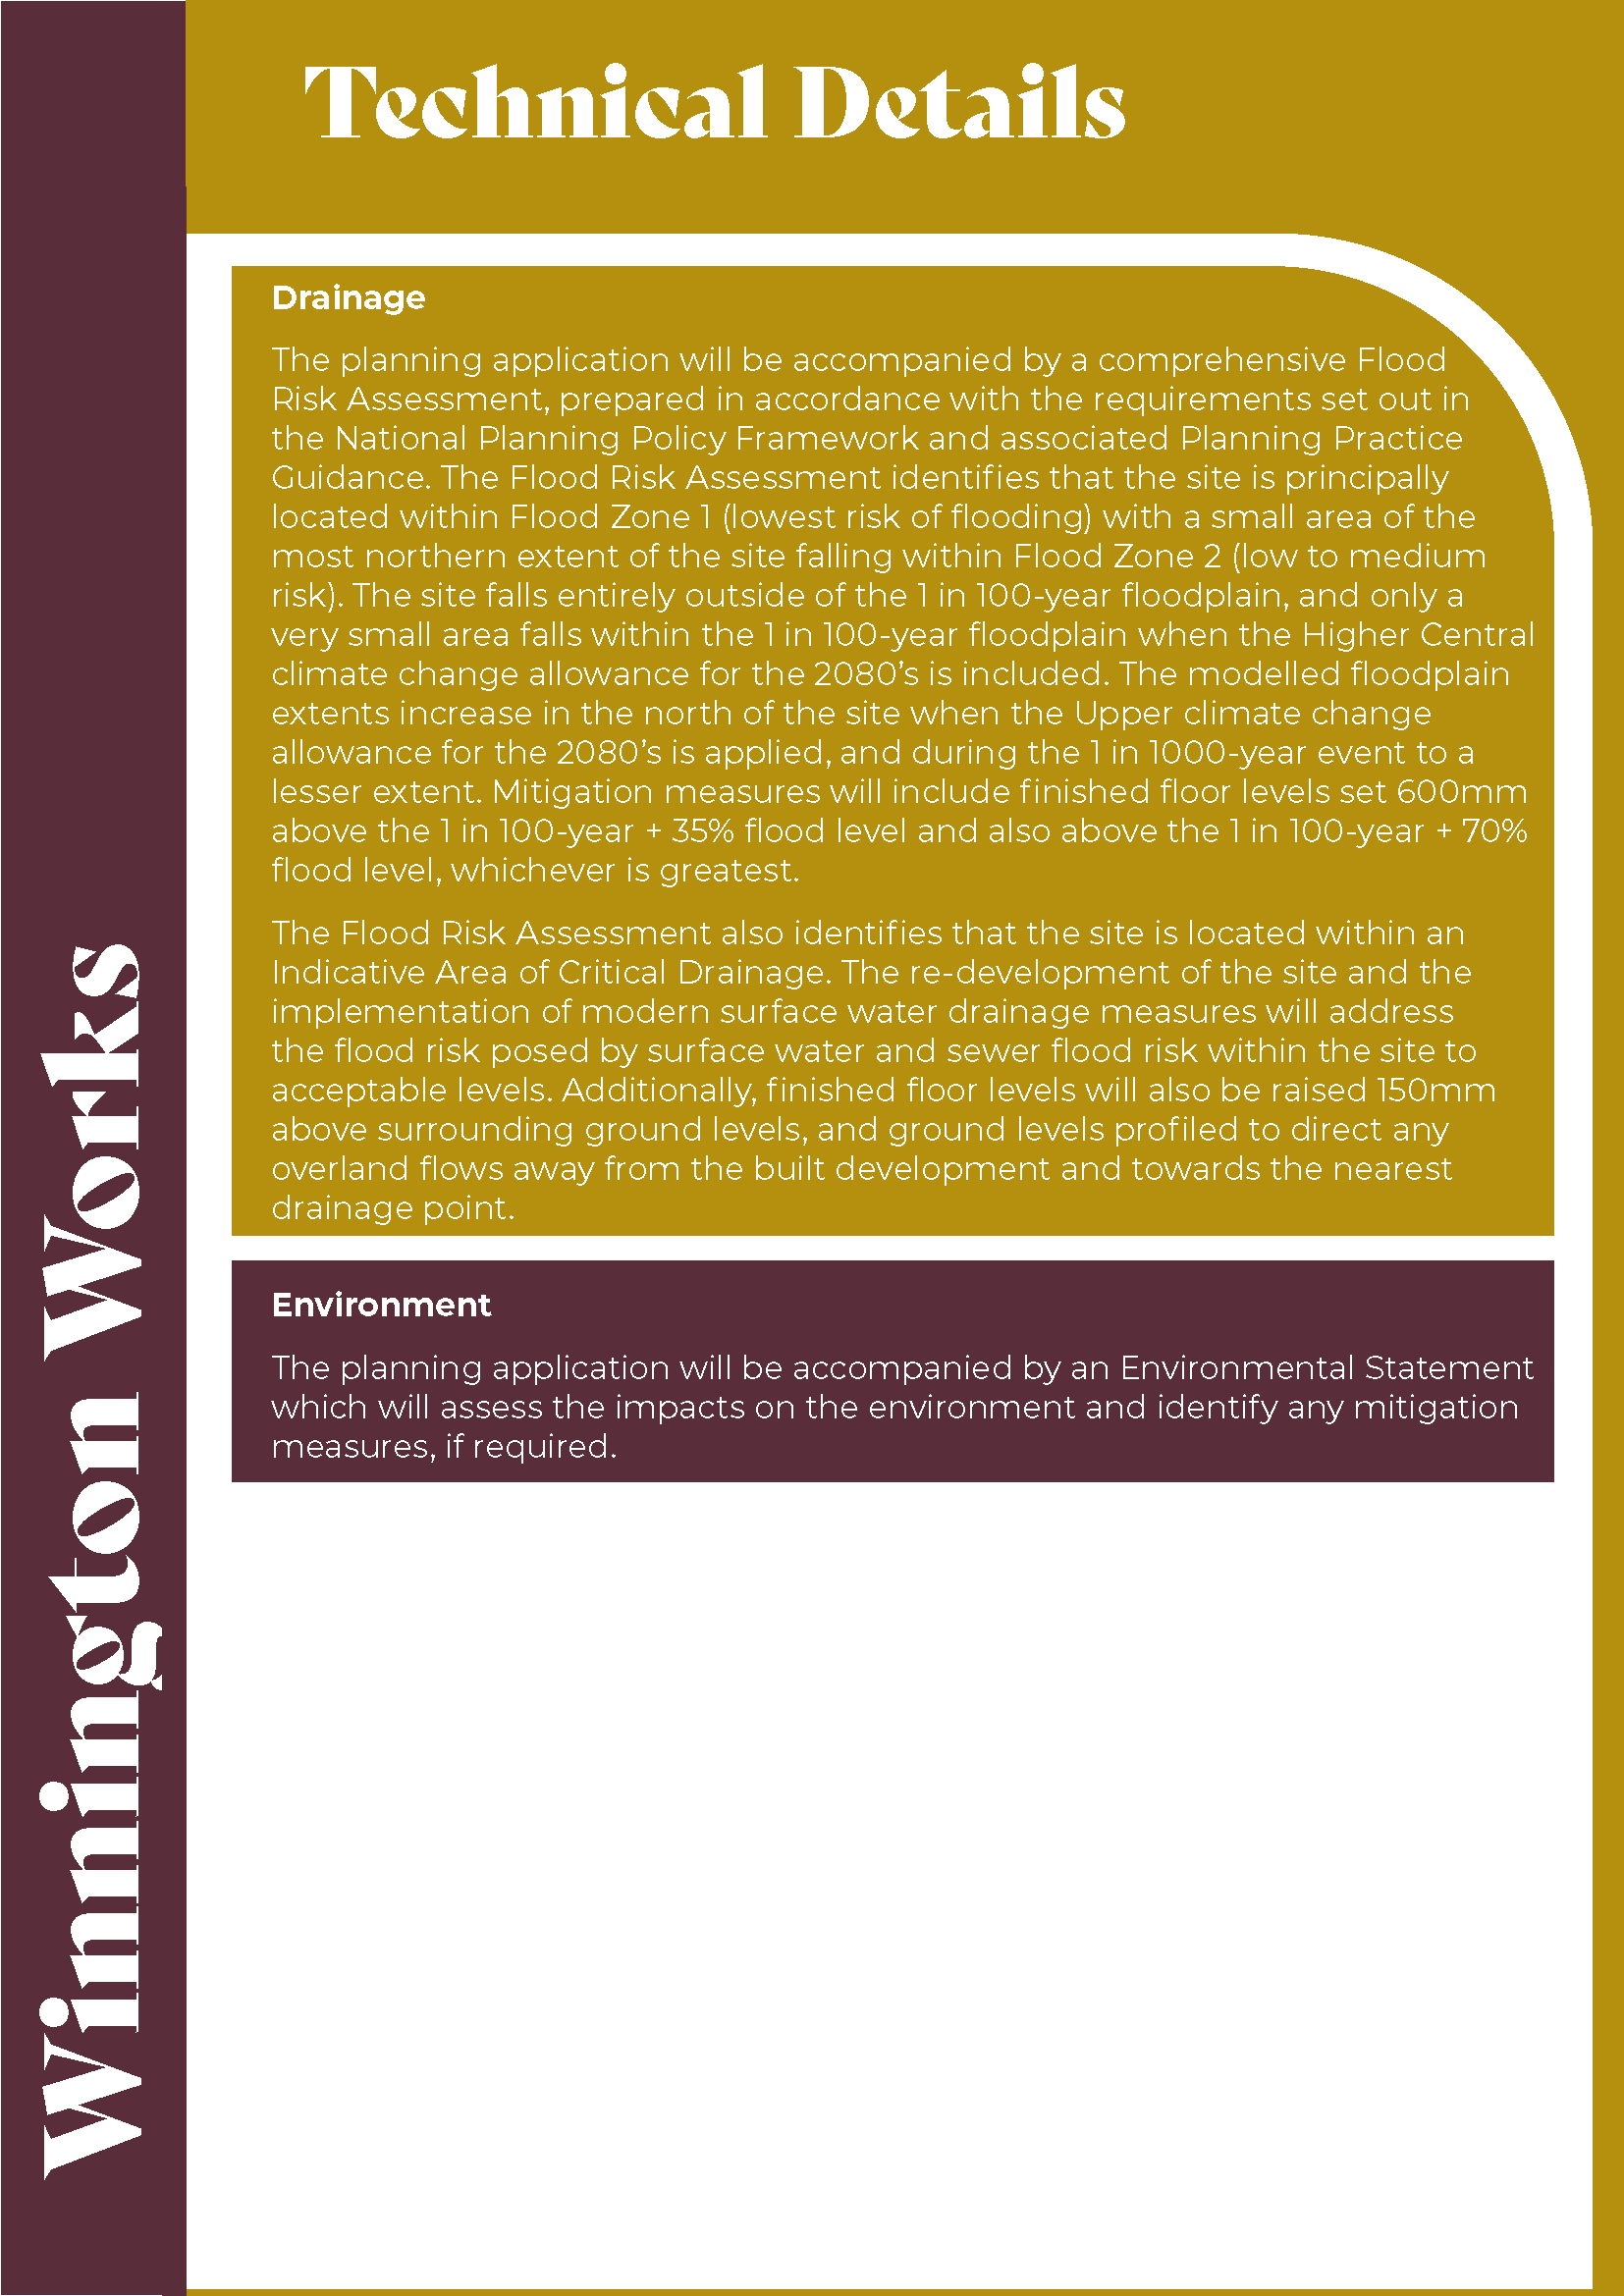 Technical Details
Drainage
The planning application will be accompanied by a comprehensive Flood
Risk Assessment, prepared in accordance with the requirements set out in
the National Planning Policy Framework and associated Planning Practice
Guidance. The Flood Risk Assessment identifies that the site is principally
located within Flood Zone 1 (lowest risk of flooding) with a small area of the
most northern extent of the site falling within Flood Zone 2 (low to medium
risk). The site falls entirely outside of the 1 in 100-year floodplain, and only a
very small area falls within the 1 in 100-year floodplain when the Higher Central
climate change allowance for the 2080’s is included. The modelled floodplain
extents increase in the north of the site when the Upper climate change
allowance for the 2080’s is applied, and during the 1 in 1000-year event to a
lesser extent. Mitigation measures will include finished floor levels set 600mm
above the 1 in 100-year + 35% flood level and also above the 1 in 100-year + 70%
flood level, whichever is greatest.
The Flood Risk Assessment also identifies that the site is located within an
Indicative Area of Critical Drainage. The re-development of the site and the
implementation of modern surface water drainage measures will address
the flood risk posed by surface water and sewer flood risk within the site to
acceptable levels. Additionally, finished floor levels will also be raised 150mm
above surrounding ground levels, and ground levels profiled to direct any
overland flows away from the built development and towards the nearest
drainage point.
Environment
The planning application will be accompanied by an Environmental Statement
which will assess the impacts on the environment and identify any mitigation
measures, if required.
Winnington Works